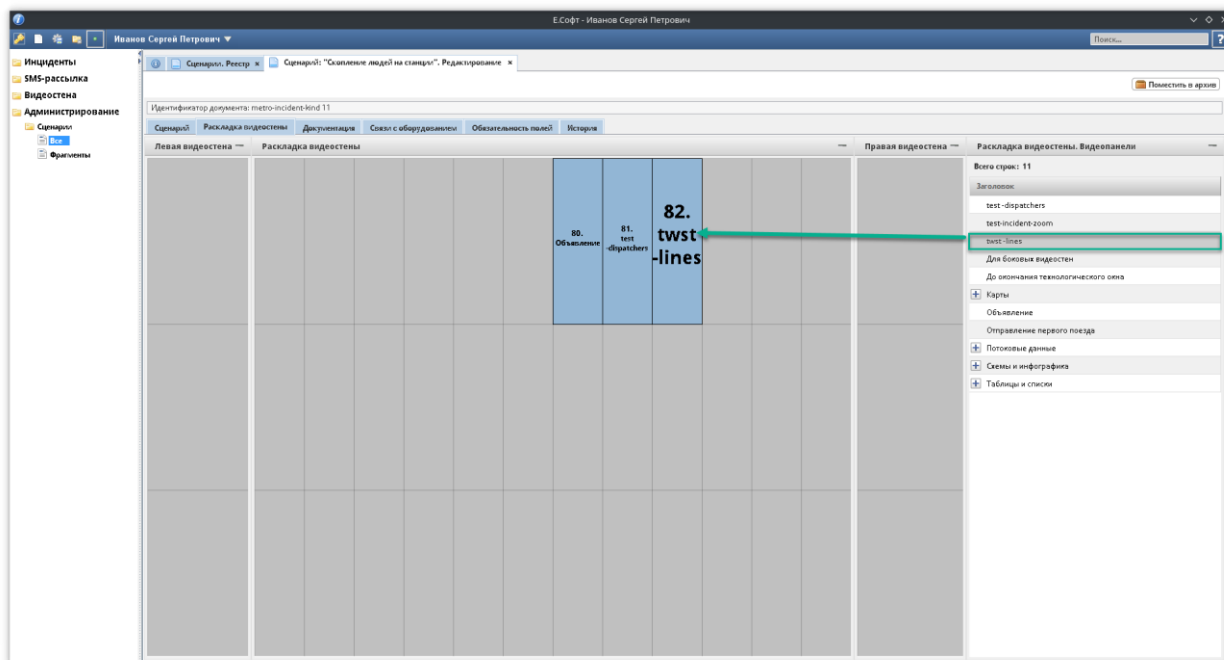 Е.Софт - Иванов Сергей Петрович
Иванов Сергей Петрович
Поиск...
?
Инциденты
SMS-рассылка
Видеостена
Администрирование
Сценарии
Все
Фрагменты
Сценарии. Реестр
Сценарий: "Скопление людей на станции". Редактирование
Поместить в архив
Идентификатор документа: metro-incident-kind 11
Сценарий Раскладка видеостены Документация Связи с оборудованием Обязательность полей История
Левая видеостена
Раскладка видеостены
80.
Объявление
81.
test
-dispatchers
82.
twst
-lines
Правая видеостена
Раскладка видеостены. Видеопанели
Всего строк: 11
Заголовок
test-dispatchers
test-incident-zoom
twst-lines
Для боковых видеостен
До окончания технологического окна
Карты
Объявление
Отправление первого поезда
Потоковые данные
Схемы и инфографика
Таблицы и списки